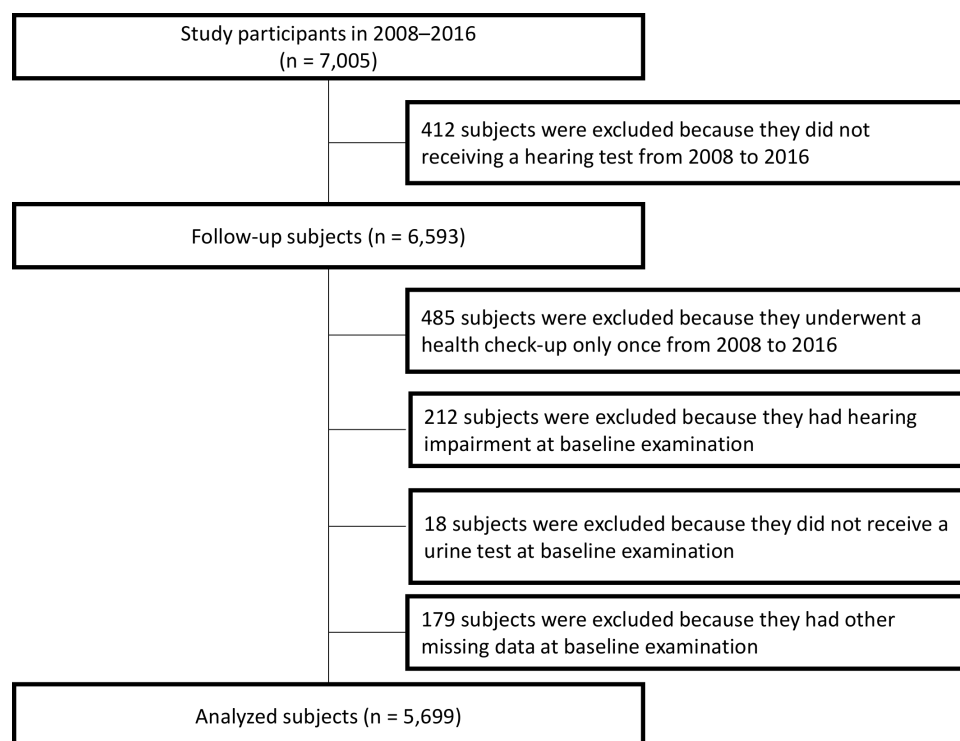 Study participants in 2008–2016
(n = 7,005)
412 subjects were excluded because they did not
receiving a hearing test from 2008 to 2016
Follow-up subjects (n = 6,593)
485 subjects were excluded because they underwent a
health check-up only once from 2008 to 2016
212 subjects were excluded because they had hearing
impairment at baseline examination
18 subjects were excluded because they did not receive a
urine test at baseline examination
179 subjects were excluded because they had other
missing data at baseline examination
Analyzed subjects (n = 5,699)